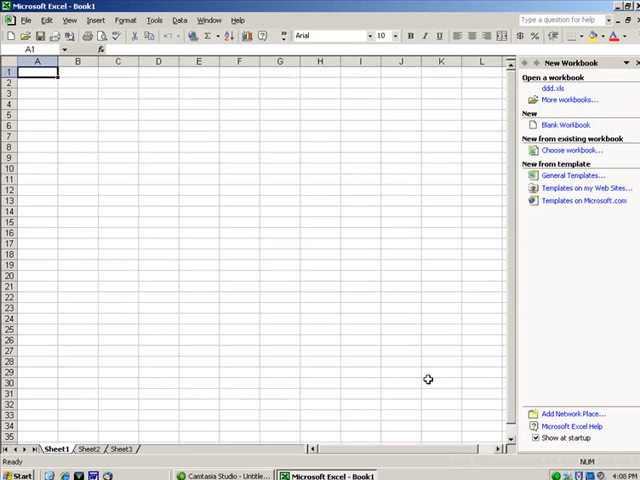 Microsoft Excel - Book1
File Edit View Insert Format Tools Data Window Help
Type a question for help
Arial 10 B I U $ %
A1 fx
A B C D E F G H I J K L
1
2
3
4
5
6
7
8
9
10
11
12
13
14
15
16
17
18
19
20
21
22
23
24
25
26
27
28
29
30
31
32
33
34
35
New Workbook
Open a workbook
ddd.xls
More workbooks...
New
Blank Workbook
New from existing workbook
Choose workbook...
New from template
General Templates...
Templates on my Web Sites...
Templates on Microsoft.com
Add Network Place...
Microsoft Excel Help
Show at startup
Sheet1 Sheet2 Sheet3
Ready
NUM
Start
Camtasia Studio - Untitle...
Microsoft Excel - Book1
4:08 PM